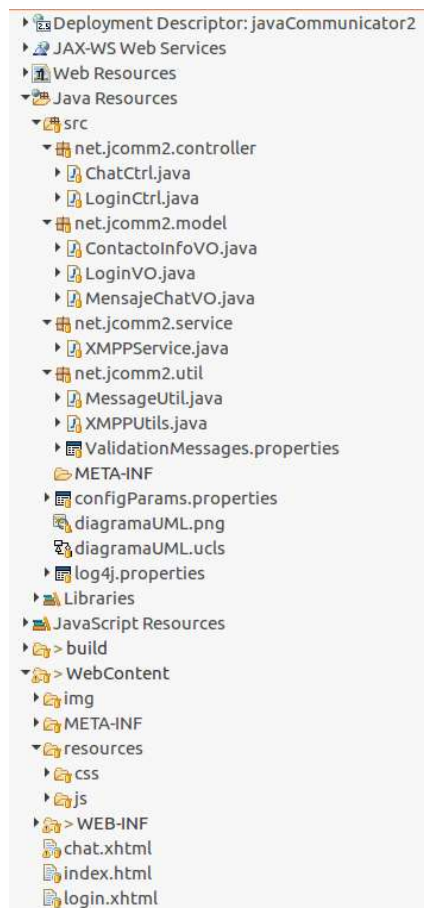 Deployment Descriptor: javaCommunicator2
JAX-WS Web Services
Web Resources
Java Resources
src
net.jcomm2.controller
ChatCtrl.java
LoginCtrl.java
net.jcomm2.model
ContactoInfoVO.java
LoginVO.java
MensajeChatVO.java
net.jcomm2.service
XMPPService.java
net.jcomm2.util
MessageUtil.java
XMPPUtils.java
ValidationMessages.properties
META-INF
configParams.properties
diagramaUML.png
diagramaUML.ucls
log4j.properties
Libraries
JavaScript Resources
> build
> WebContent
img
META-INF
resources
css
js
> WEB-INF
chat.xhtml
index.html
login.xhtml